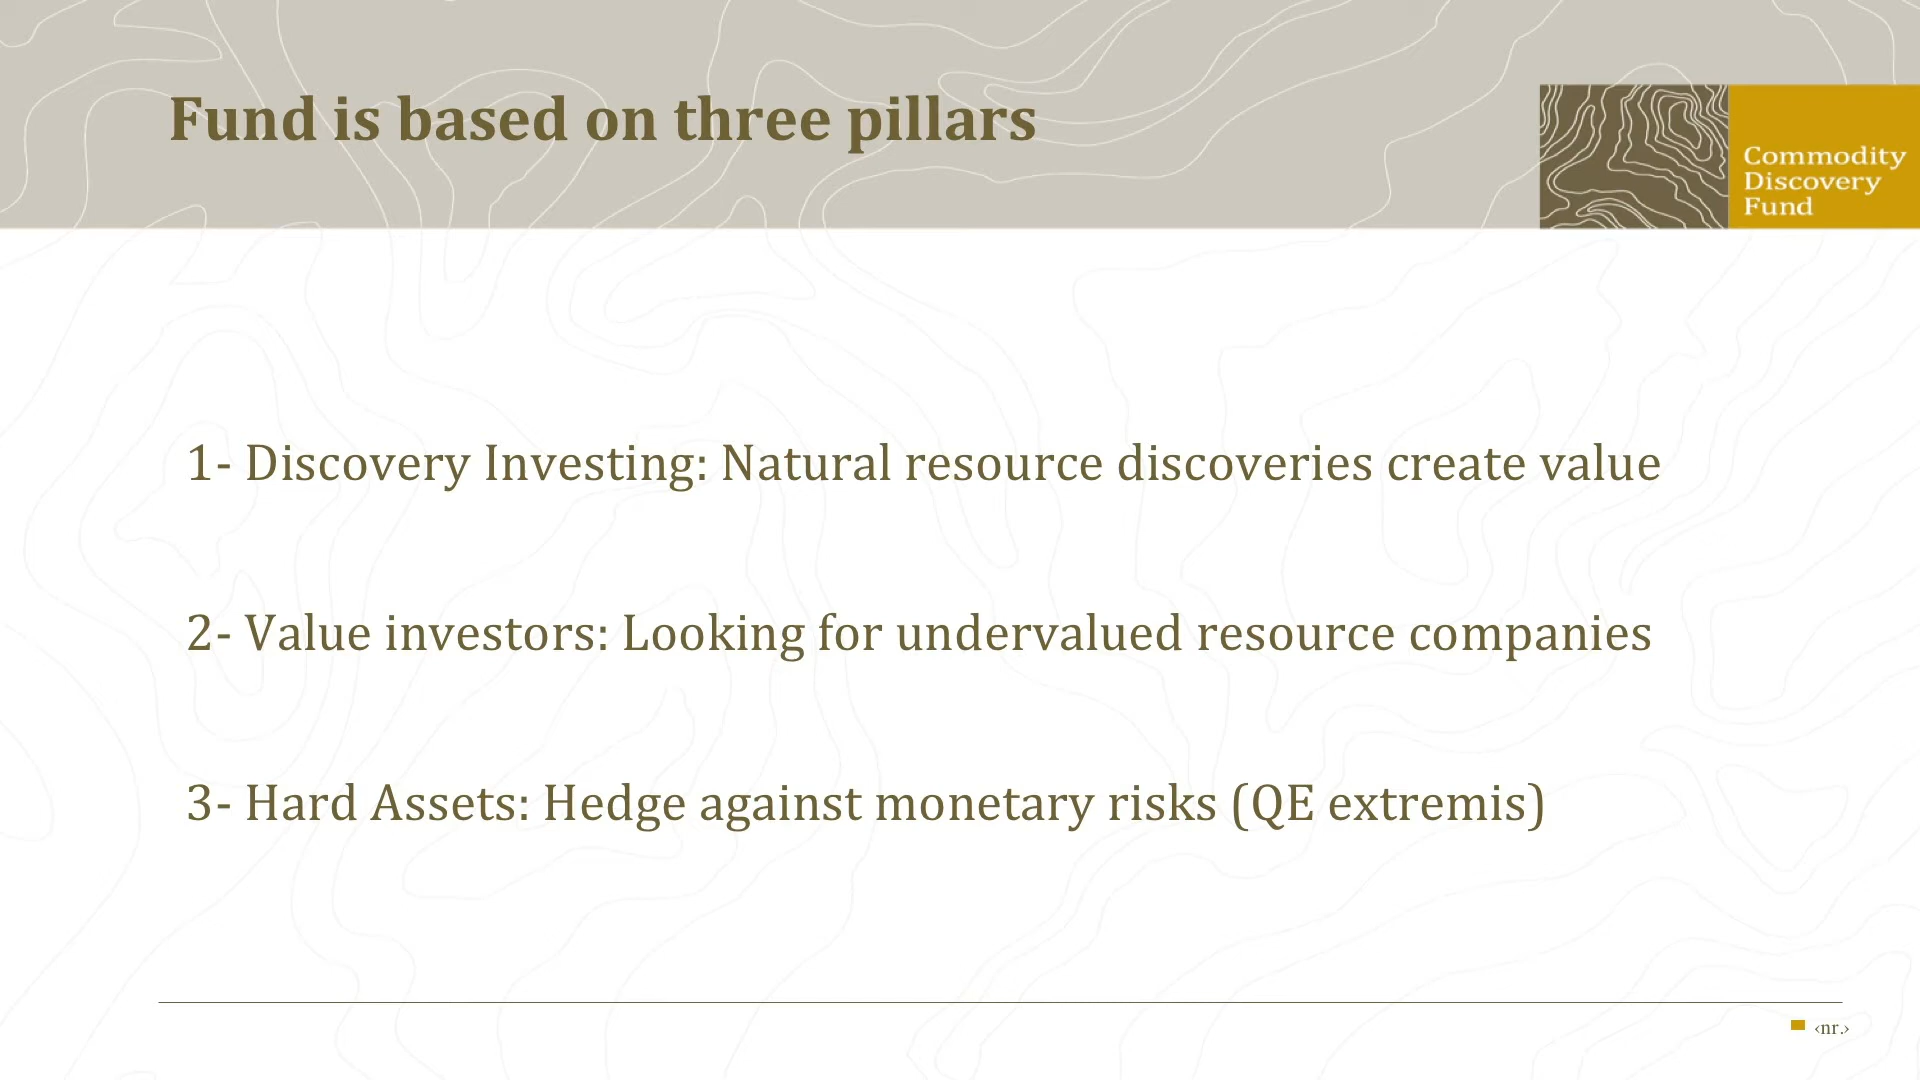 Fund is based on three pillars
Commodity
Discovery
Fund
1- Discovery Investing: Natural resource discoveries create value
2- Value investors: Looking for undervalued resource companies
3- Hard Assets: Hedge against monetary risks (QE extremis)
‹nr.›